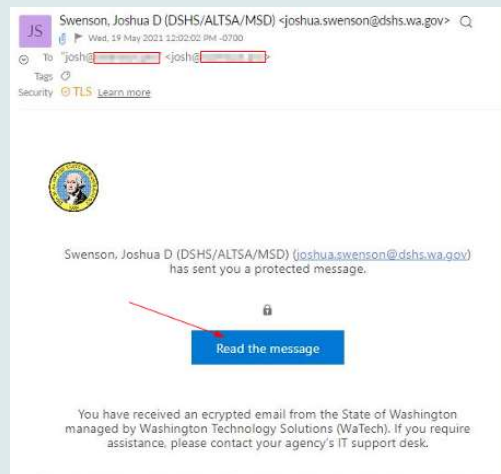 JS
Swenson, Joshua D (DSHS/ALTSA/MSD) <joshua.swenson@dshs.wa.gov>
Wed, 19 May 2021 12:02:02 PM -0700
To "josh@ <josh@
Tags
Security TLS Learn more
Swenson, Joshua D (DSHS/ALTSA/MSD) (joshua.swenson@dshs.wa.gov)
has sent you a protected message.
Read the message
You have received an ecrypted email from the State of Washington
managed by Washington Technology Solutions (WaTech). If you require
assistance, please contact your agency's IT support desk.